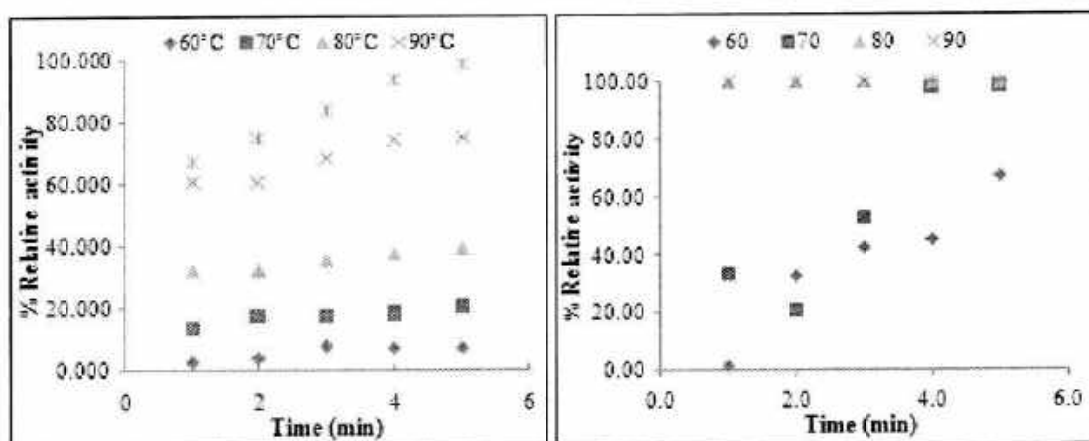 60°C 70°C 80°C 90°C
100.000
80.000
60.000
40.000
20.000
0.000
0 2 4 6
% Relative activity
Time (min)
60 70 80 90
100.00
80.00
60.00
40.00
20.00
0.00
0.0 2.0 4.0 6.0
% Relative activity
Time (min)